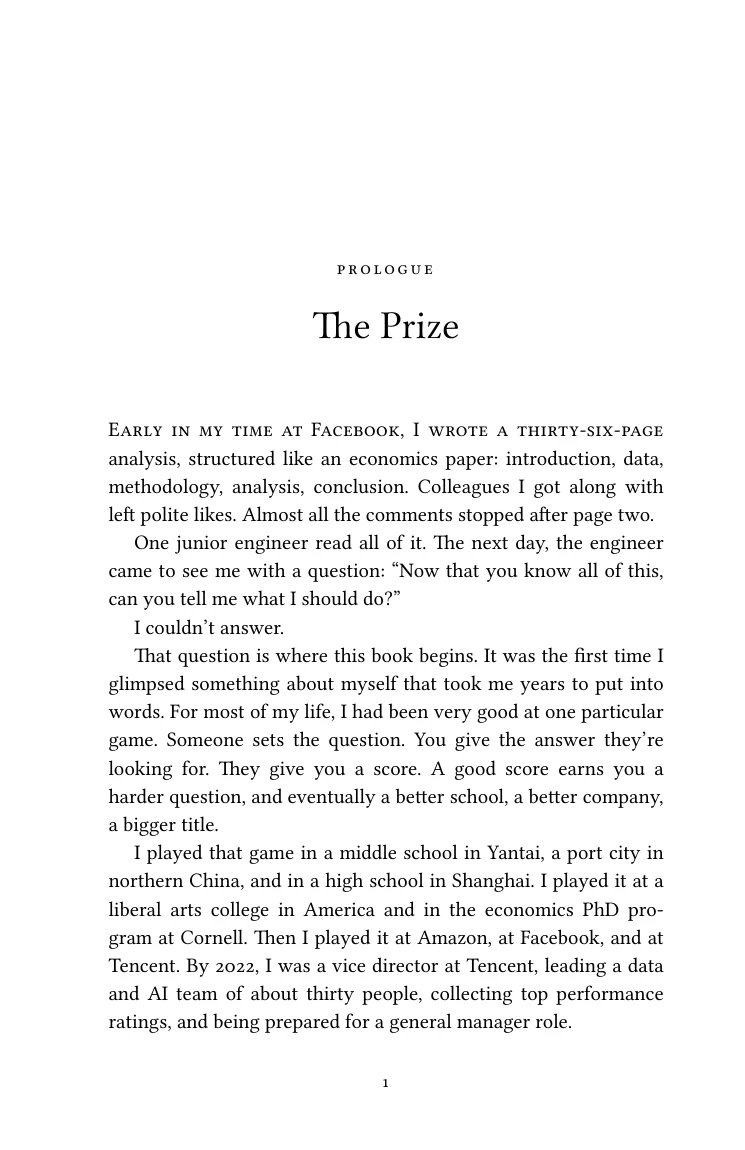 PROLOGUE
The Prize
Early in my time at Facebook, I wrote a thirty-six-page
analysis, structured like an economics paper: introduction, data,
methodology, analysis, conclusion. Colleagues I got along with
left polite likes. Almost all the comments stopped after page two.
One junior engineer read all of it. The next day, the engineer
came to see me with a question: “Now that you know all of this,
can you tell me what I should do?”
I couldn’t answer.
That question is where this book begins. It was the first time I
glimpsed something about myself that took me years to put into
words. For most of my life, I had been very good at one particular
game. Someone sets the question. You give the answer they’re
looking for. They give you a score. A good score earns you a
harder question, and eventually a better school, a better company,
a bigger title.
I played that game in a middle school in Yantai, a port city in
northern China, and in a high school in Shanghai. I played it at a
liberal arts college in America and in the economics PhD pro-
gram at Cornell. Then I played it at Amazon, at Facebook, and at
Tencent. By 2022, I was a vice director at Tencent, leading a data
and AI team of about thirty people, collecting top performance
ratings, and being prepared for a general manager role.
1